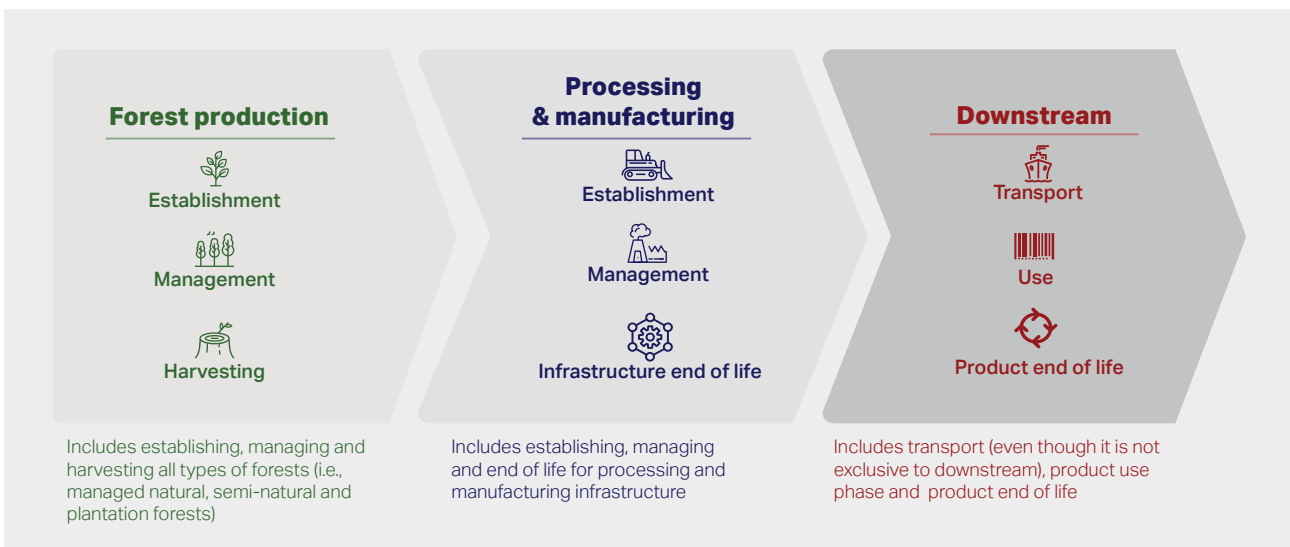 Forest production
Establishment
Management
Harvesting
Includes establishing, managing and
harvesting all types of forests (i.e.,
managed natural, semi-natural and
plantation forests)
Processing
& manufacturing
Establishment
Management
Infrastructure end of life
Includes establishing, managing
and end of life for processing and
manufacturing infrastructure
Downstream
Transport
Use
Product end of life
Includes transport (even though it is not
exclusive to downstream), product use
phase and product end of life